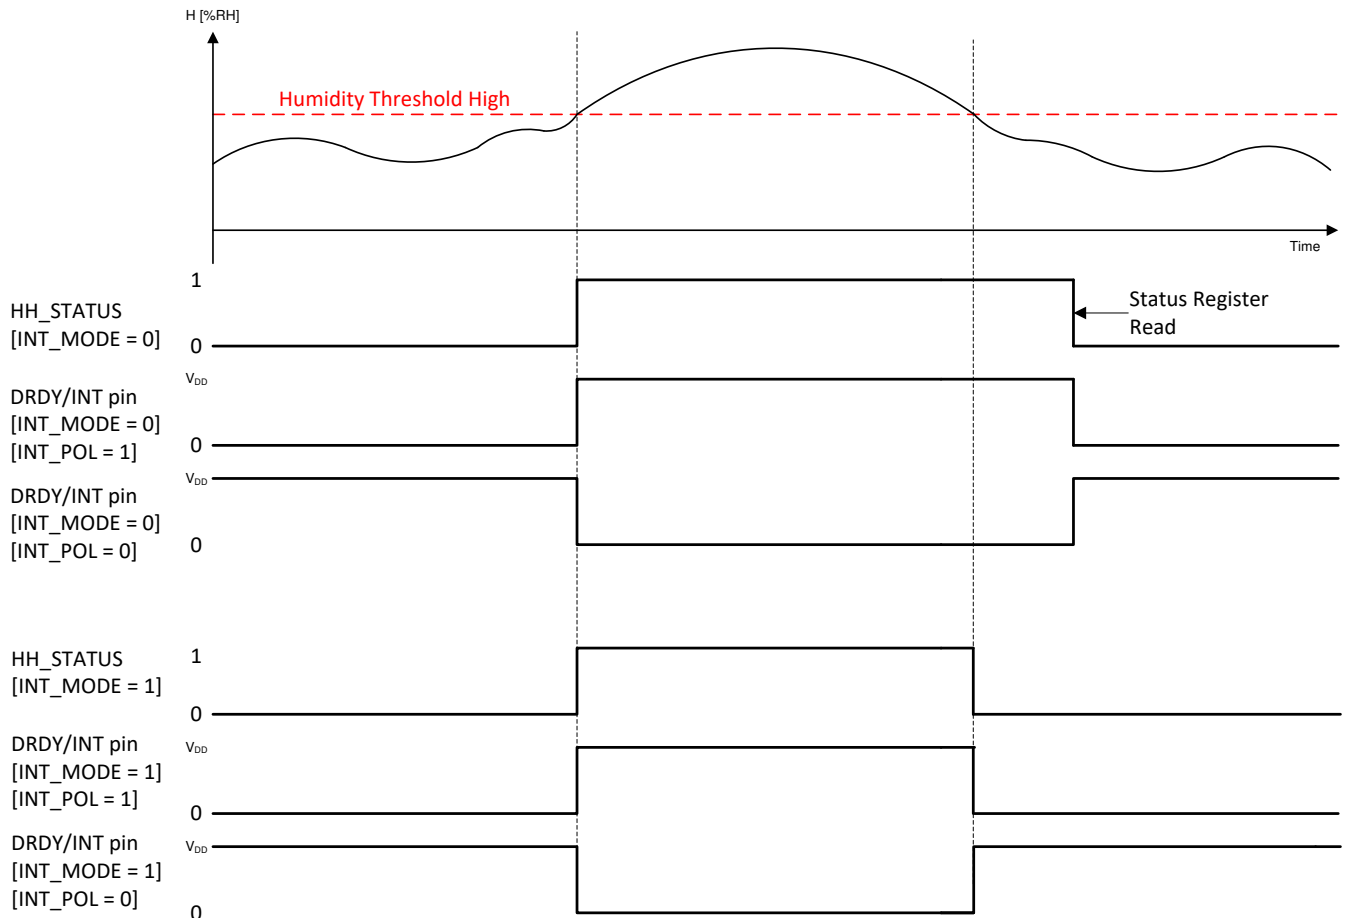 H [%RH]
Humidity Threshold High
Time
1
HH_STATUS
[INT_MODE = 0]
0
Status Register
Read
VDD
DRDY/INT pin
[INT_MODE = 0]
[INT_POL = 1]
0
VDD
DRDY/INT pin
[INT_MODE = 0]
[INT_POL = 0]
0
HH_STATUS
1
[INT_MODE = 1]
0
DRDY/INT pin
VDD
[INT_MODE = 1]
[INT_POL = 1]
0
DRDY/INT pin
VDD
[INT_MODE = 1]
[INT_POL = 0]
0